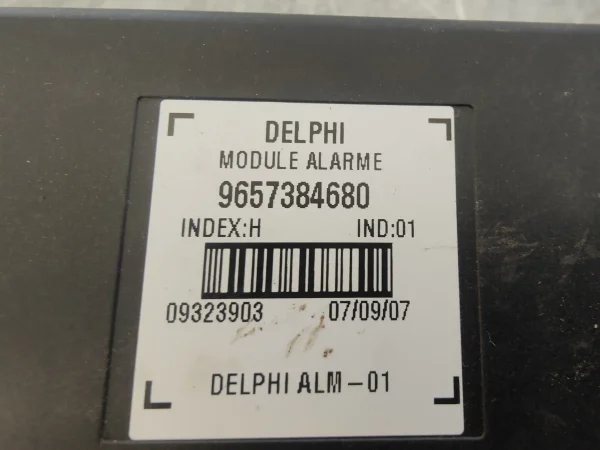 DELPHI
MODULE ALARME
9657384680
INDEX:H IND:01
09323903 07/09/07
DELPHI ALM-01